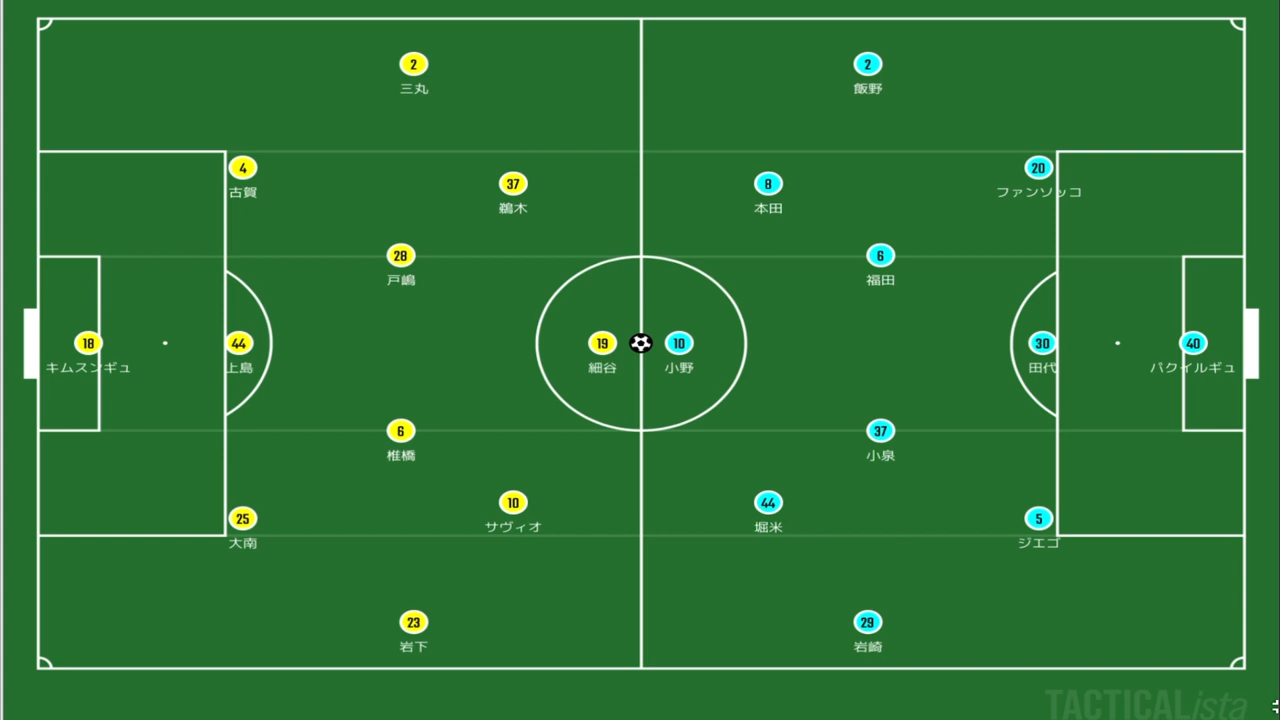 2
三丸
2
飯野
4
古賀
37
鵜木
8
本田
20
ファンソッコ
28
戸嶋
6
福田
18
キムスンギュ
44
上島
19
細谷
10
小野
30
田代
40
パクイルギュ
6
椎橋
37
小泉
25
大南
10
サヴィオ
44
堀米
5
ジエゴ
23
岩下
29
岩崎
TACTICALista